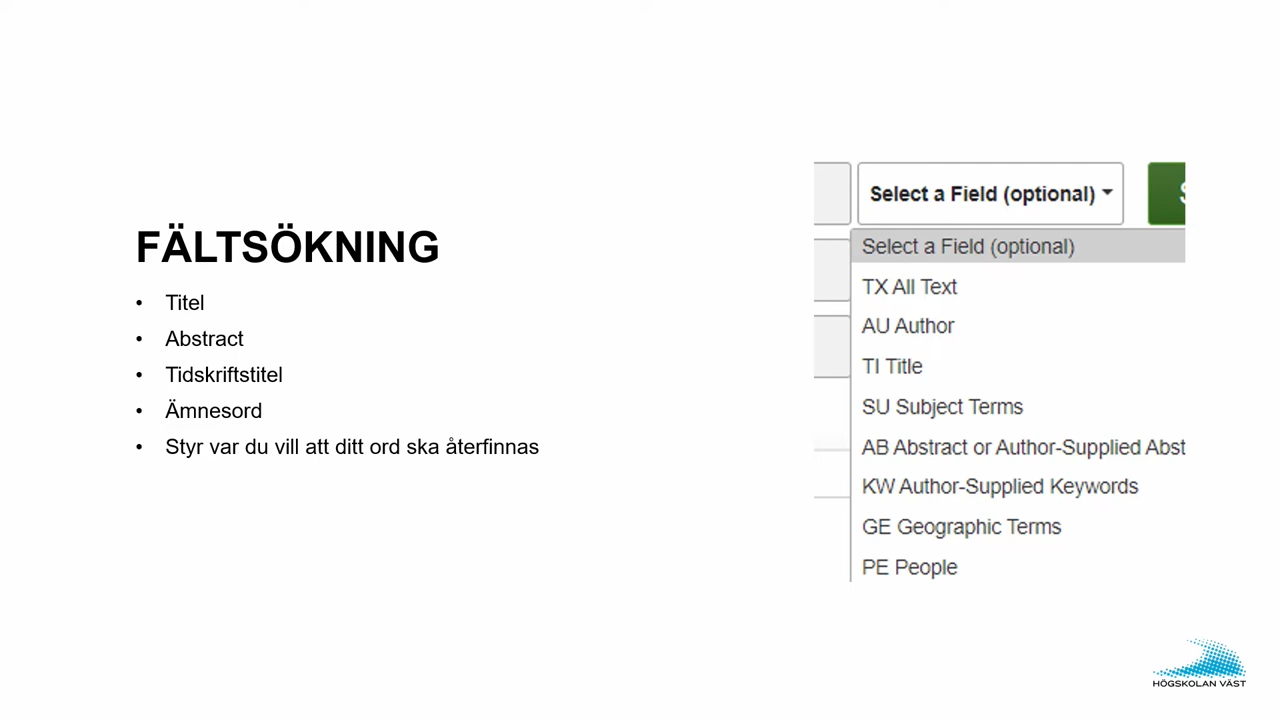 FÄLTSÖKNING
• Titel
• Abstract
• Tidskriftstitel
• Ämnesord
• Styr var du vill att ditt ord ska återfinnas
Select a Field (optional)
Select a Field (optional)
TX All Text
AU Author
TI Title
SU Subject Terms
AB Abstract or Author-Supplied Abst
KW Author-Supplied Keywords
GE Geographic Terms
PE People
HÖGSKOLAN VÄST